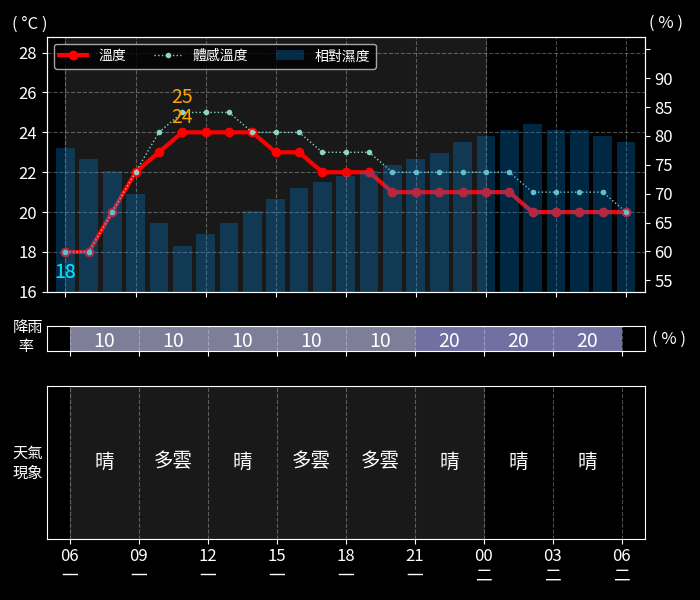 ( °C )
( % )
溫度 體感溫度 相對濕度
28
26
24
22
20
18
16
90
85
80
75
70
65
60
55
25
24
18
降雨率
10 10 10 10 10 20 20 20
( % )
天氣現象
晴 多雲 晴 多雲 多雲 晴 晴 晴
06 09 12 15 18 21 00 03 06
一 一 一 一 一 一 二 二 二